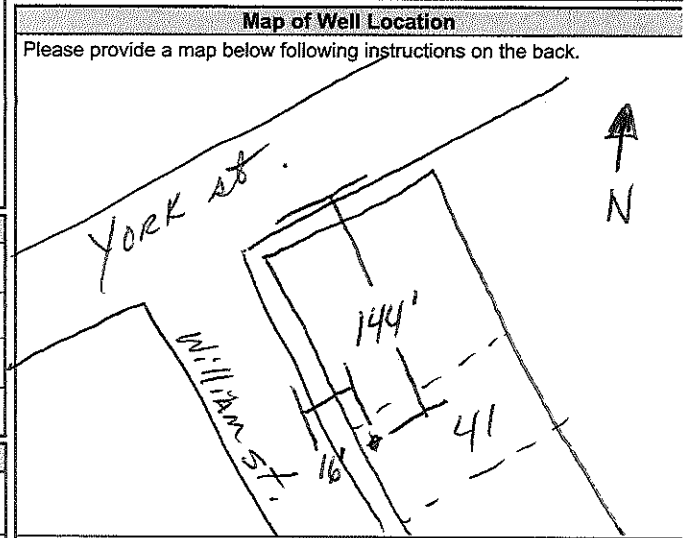 Map of Well Location
Please provide a map below following instructions on the back.
York st.
N
144'
William St.
16'
41